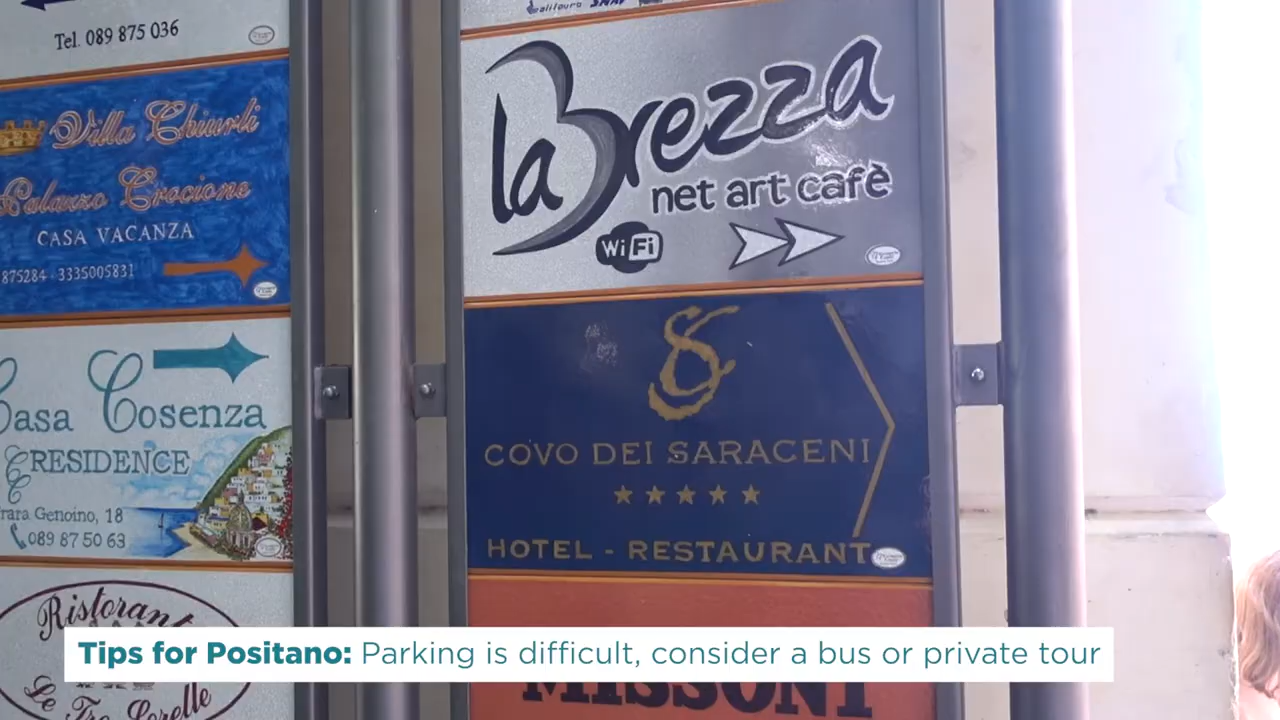 Tel. 089 875 036
Villa Chiurli
Palazzo Crocione
CASA VACANZA
875284 - 3335005831
Casa Cosenza
RESIDENCE
Genoino, 18
089 87 50 63
Ristorant
Le Tre Sorelle
la Brezza
net art cafè
WiFi
COVO DEI SARACENI
HOTEL - RESTAURANT
MISSONI
Tips for Positano: Parking is difficult, consider a bus or private tour